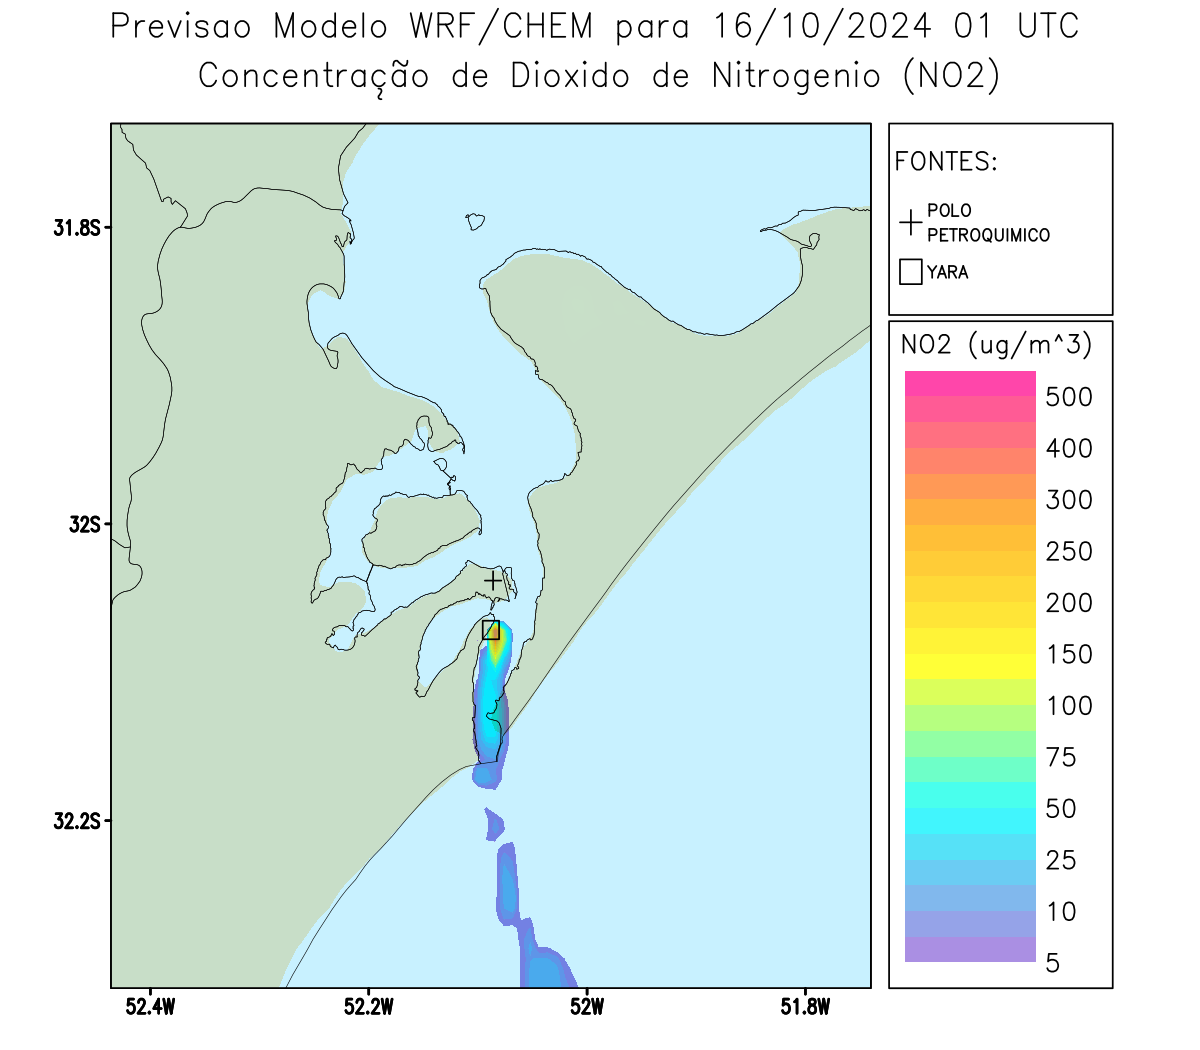 Previsao Modelo WRF/CHEM para 16/10/2024 01 UTC
Concentração de Dioxido de Nitrogenio (NO2)
FONTES:
POLO
PETROQUIMICO
YARA
NO2 (ug/m^3)
500
400
300
250
200
150
100
75
50
25
10
5
31.8S
32S
32.2S
52.4W
52.2W
52W
51.8W